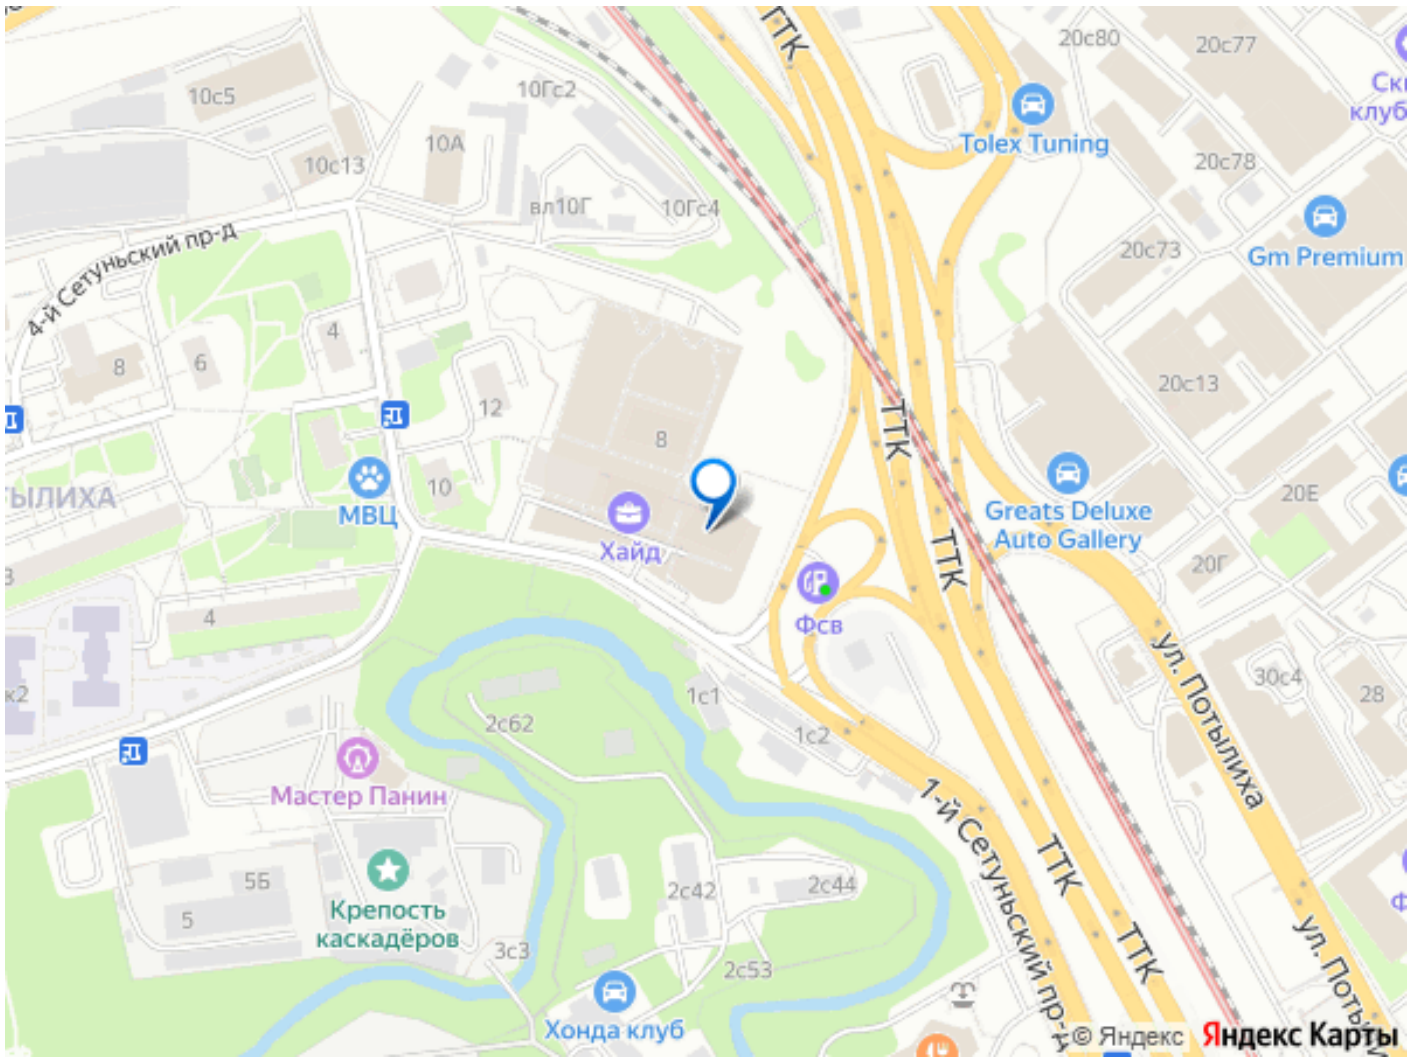 ТТК
20с80
20с77
10с5
10Гс2
Tolex Tuning
10А
10с13
20с78
вл10Г
10Гс4
4-й Сетуньский пр-д
20с73
Gm Premium
4
8
6
20с13
12
8
ТТК
10
МВЦ
Хайд
Greats Deluxe
Auto Gallery
20Е
ТТК
20Г
4
Фсв
ул. Потылиха
30с4
28
к2
1с1
2с62
1с2
Мастер Панин
1-й Сетуньский пр-д
ТТК
5Б
5
Крепость
каскадёров
2с42
2с44
3с3
2с53
ТТК
Хонда клуб
© Яндекс
Яндекс Карты